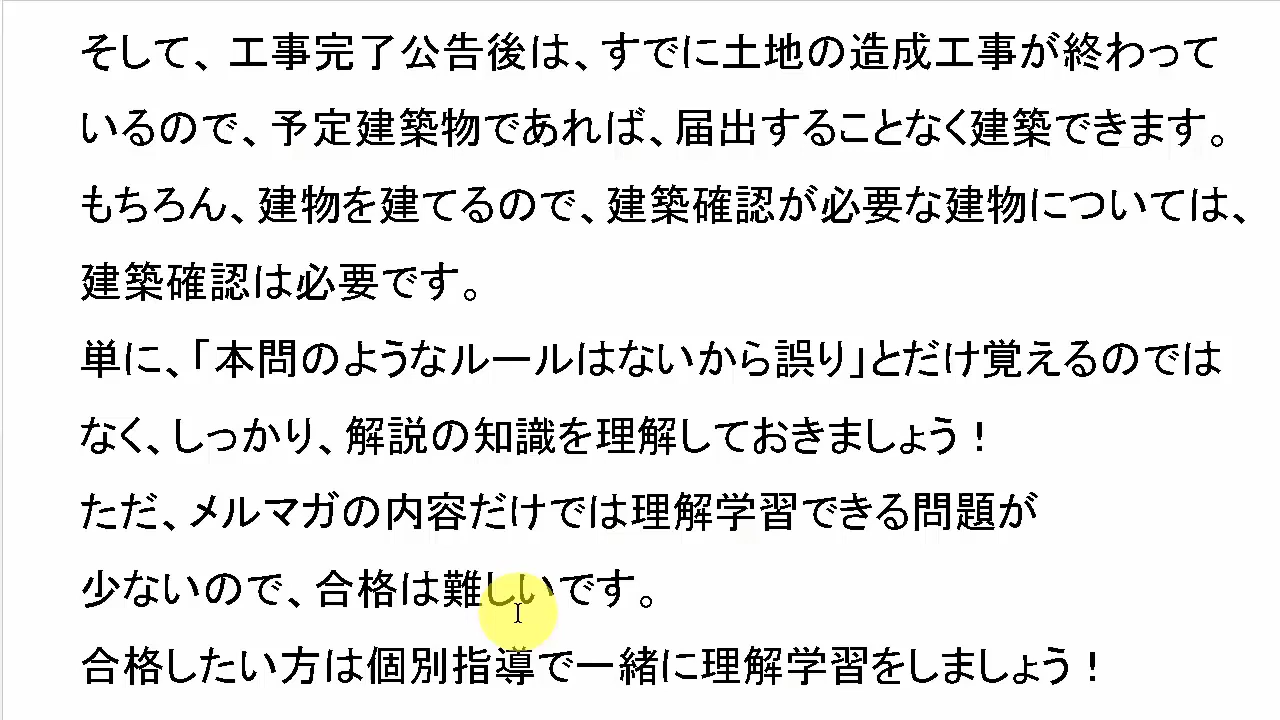 そして、工事完了公告後は、すでに土地の造成工事が終わって
いるので、予定建築物であれば、届出することなく建築できます。
もちろん、建物を建てるので、建築確認が必要な建物については、
建築確認は必要です。
単に、「本問のようなルールはないから誤り」とだけ覚えるのでは
なく、しっかり、解説の知識を理解しておきましょう！
ただ、メルマガの内容だけでは理解学習できる問題が
少ないので、合格は難しいです。
合格したい方は個別指導で一緒に理解学習をしましょう！